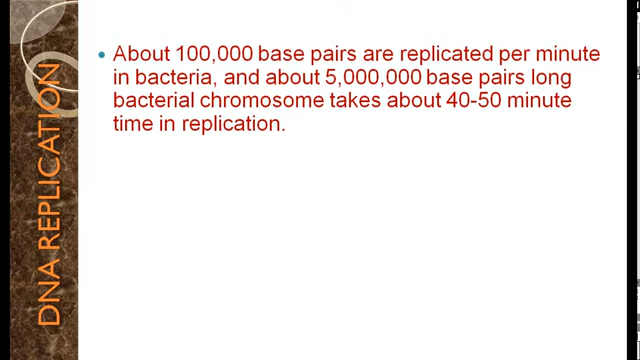 DNA REPLICATION
About 100,000 base pairs are replicated per minute
in bacteria, and about 5,000,000 base pairs long
bacterial chromosome takes about 40-50 minute
time in replication.